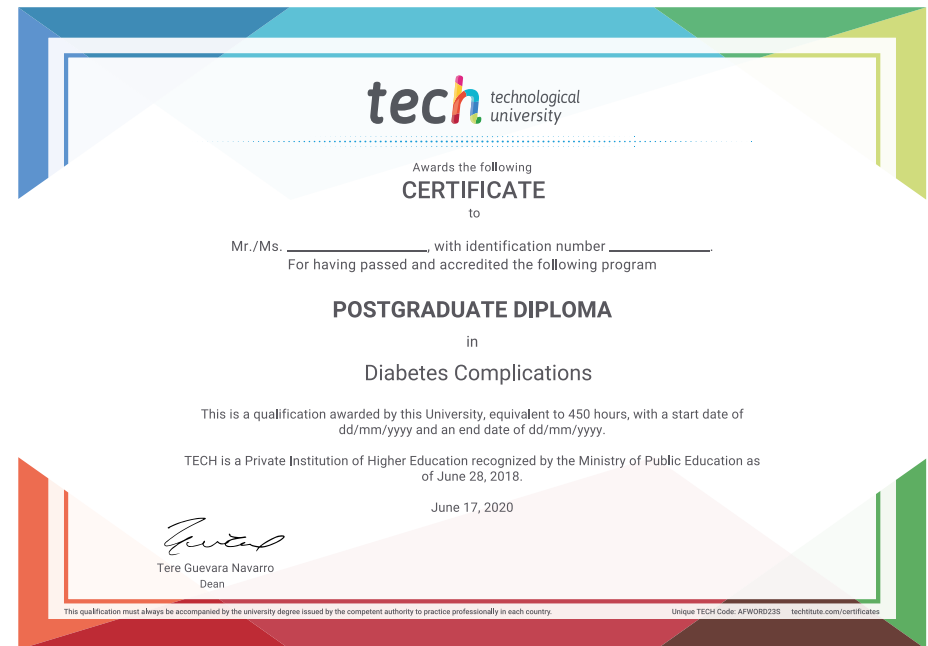 tech technological
university
Awards the following
CERTIFICATE
to
Mr./Ms. ____________, with identification number ____________.
For having passed and accredited the following program
POSTGRADUATE DIPLOMA
in
Diabetes Complications
This is a qualification awarded by this University, equivalent to 450 hours, with a start date of
dd/mm/yyyy and an end date of dd/mm/yyyy.
TECH is a Private Institution of Higher Education recognized by the Ministry of Public Education as
of June 28, 2018.
June 17, 2020
Tere Guevara Navarro
Dean
This qualification must always be accompanied by the university degree issued by the competent authority to practice professionally in each country.
Unique TECH Code: AFWORD23S techtitute.com/certificates